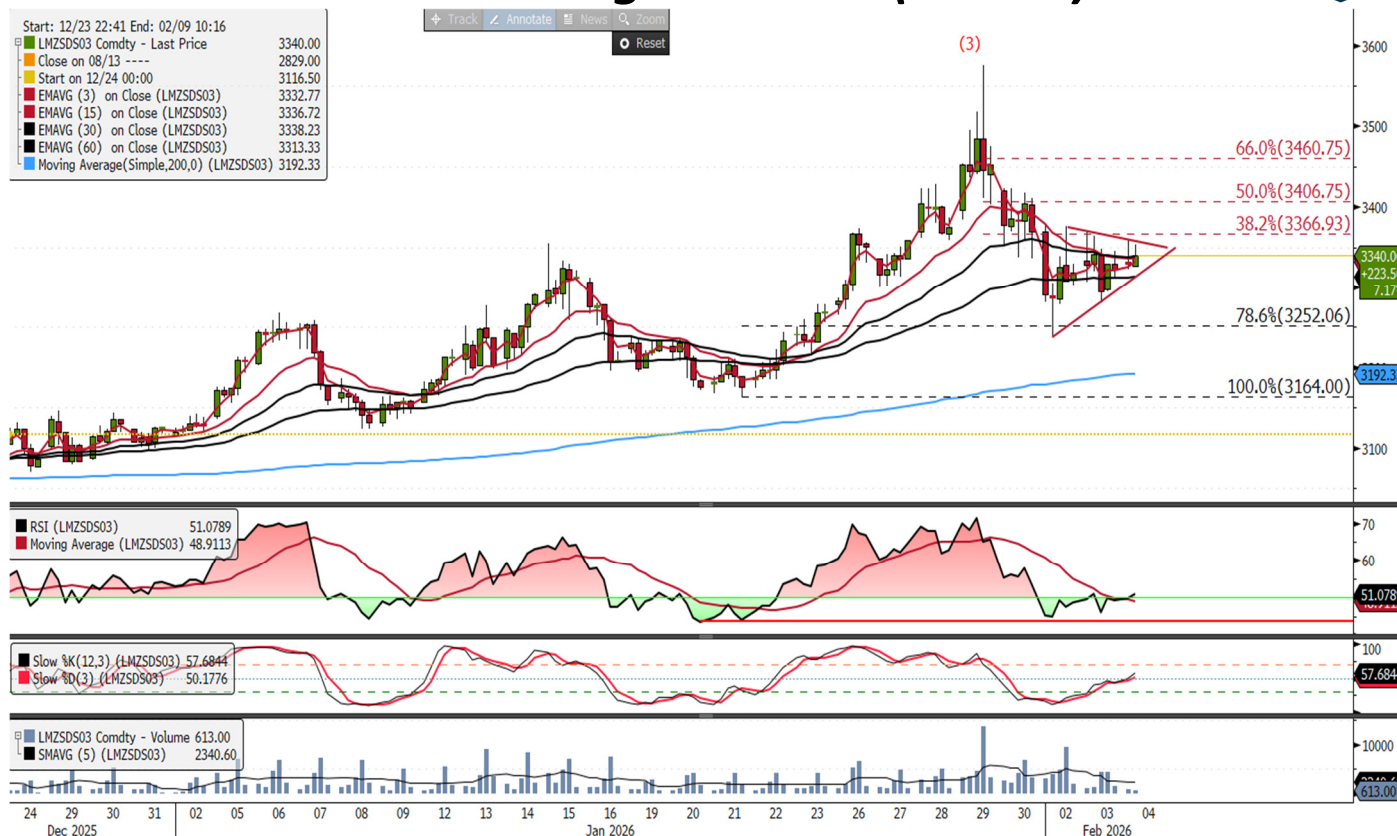 Track Annotate News Zoom
Reset
Start: 12/23 22:41 End: 02/09 10:16
LMZSDS03 Comdty - Last Price 3340.00
Close on 08/13 ---- 2829.00
Start on 12/24 00:00 3116.50
EMAVG (3) on Close (LMZSDS03) 3332.77
EMAVG (15) on Close (LMZSDS03) 3336.72
EMAVG (30) on Close (LMZSDS03) 3338.23
EMAVG (60) on Close (LMZSDS03) 3313.33
Moving Average(Simple,200,0) (LMZSDS03) 3192.33
(3)
3600
3500
66.0%(3460.75)
50.0%(3406.75)
3400
38.2%(3366.93)
3340.0
+223.5
7.17
78.6%(3252.06)
3192.3
100.0%(3164.00)
3100
RSI (LMZSDS03) 51.0789
Moving Average (LMZSDS03) 48.9113
70
60
51.078
Slow %K(12,3) (LMZSDS03) 57.6844
Slow %D(3) (LMZSDS03) 50.1776
100
57.684
LMZSDS03 Comdty - Volume 613.00
SMAVG (5) (LMZSDS03) 2340.60
10000
613.00
24 29 30 31 02 05 06 07 08 09 12 13 14 15 16 19 20 21 22 23 26 27 28 29 30 02 03 04
Dec 2025 Jan 2026 Feb 2026